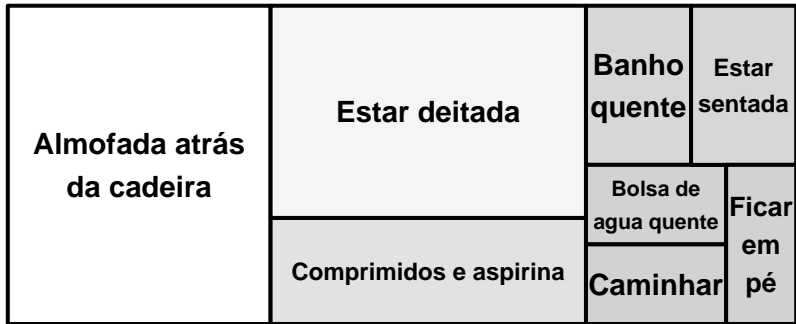 Almofada atrás
da cadeira
Estar deitada
Comprimidos e aspirina
Banho
quente
Estar
sentada
Bolsa de
agua quente
Caminhar
Ficar
em
pé